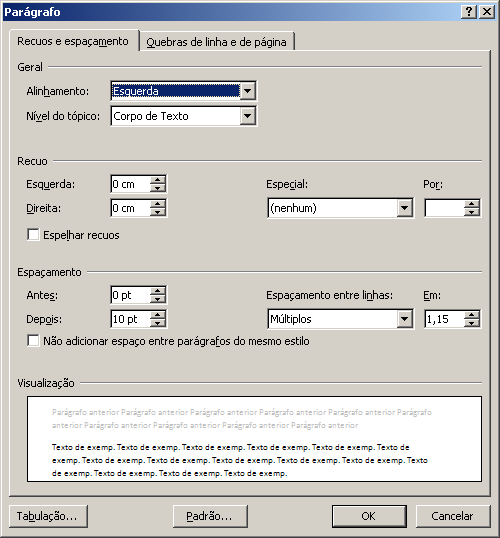 Parágrafo
Recuos e espaçamento Quebras de linha e de página
Geral
Alinhamento: Esquerda
Nível do tópico: Corpo de Texto
Recuo
Esquerda: 0 cm Especial: Por:
Direita: 0 cm (nenhum)
Espelhar recuos
Espaçamento
Antes: 0 pt Espaçamento entre linhas: Em:
Depois: 10 pt Múltiplos 1,15
Não adicionar espaço entre parágrafos do mesmo estilo
Visualização
Parágrafo anterior Parágrafo anterior Parágrafo anterior Parágrafo anterior Parágrafo anterior Parágrafo
anterior Parágrafo anterior Parágrafo anterior Parágrafo anterior Parágrafo anterior
Texto de exemp. Texto de exemp. Texto de exemp. Texto de exemp. Texto de exemp. Texto de
exemp. Texto de exemp. Texto de exemp. Texto de exemp. Texto de exemp. Texto de exemp. Texto
de exemp. Texto de exemp. Texto de exemp. Texto de exemp.
Tabulação... Padrão... OK Cancelar